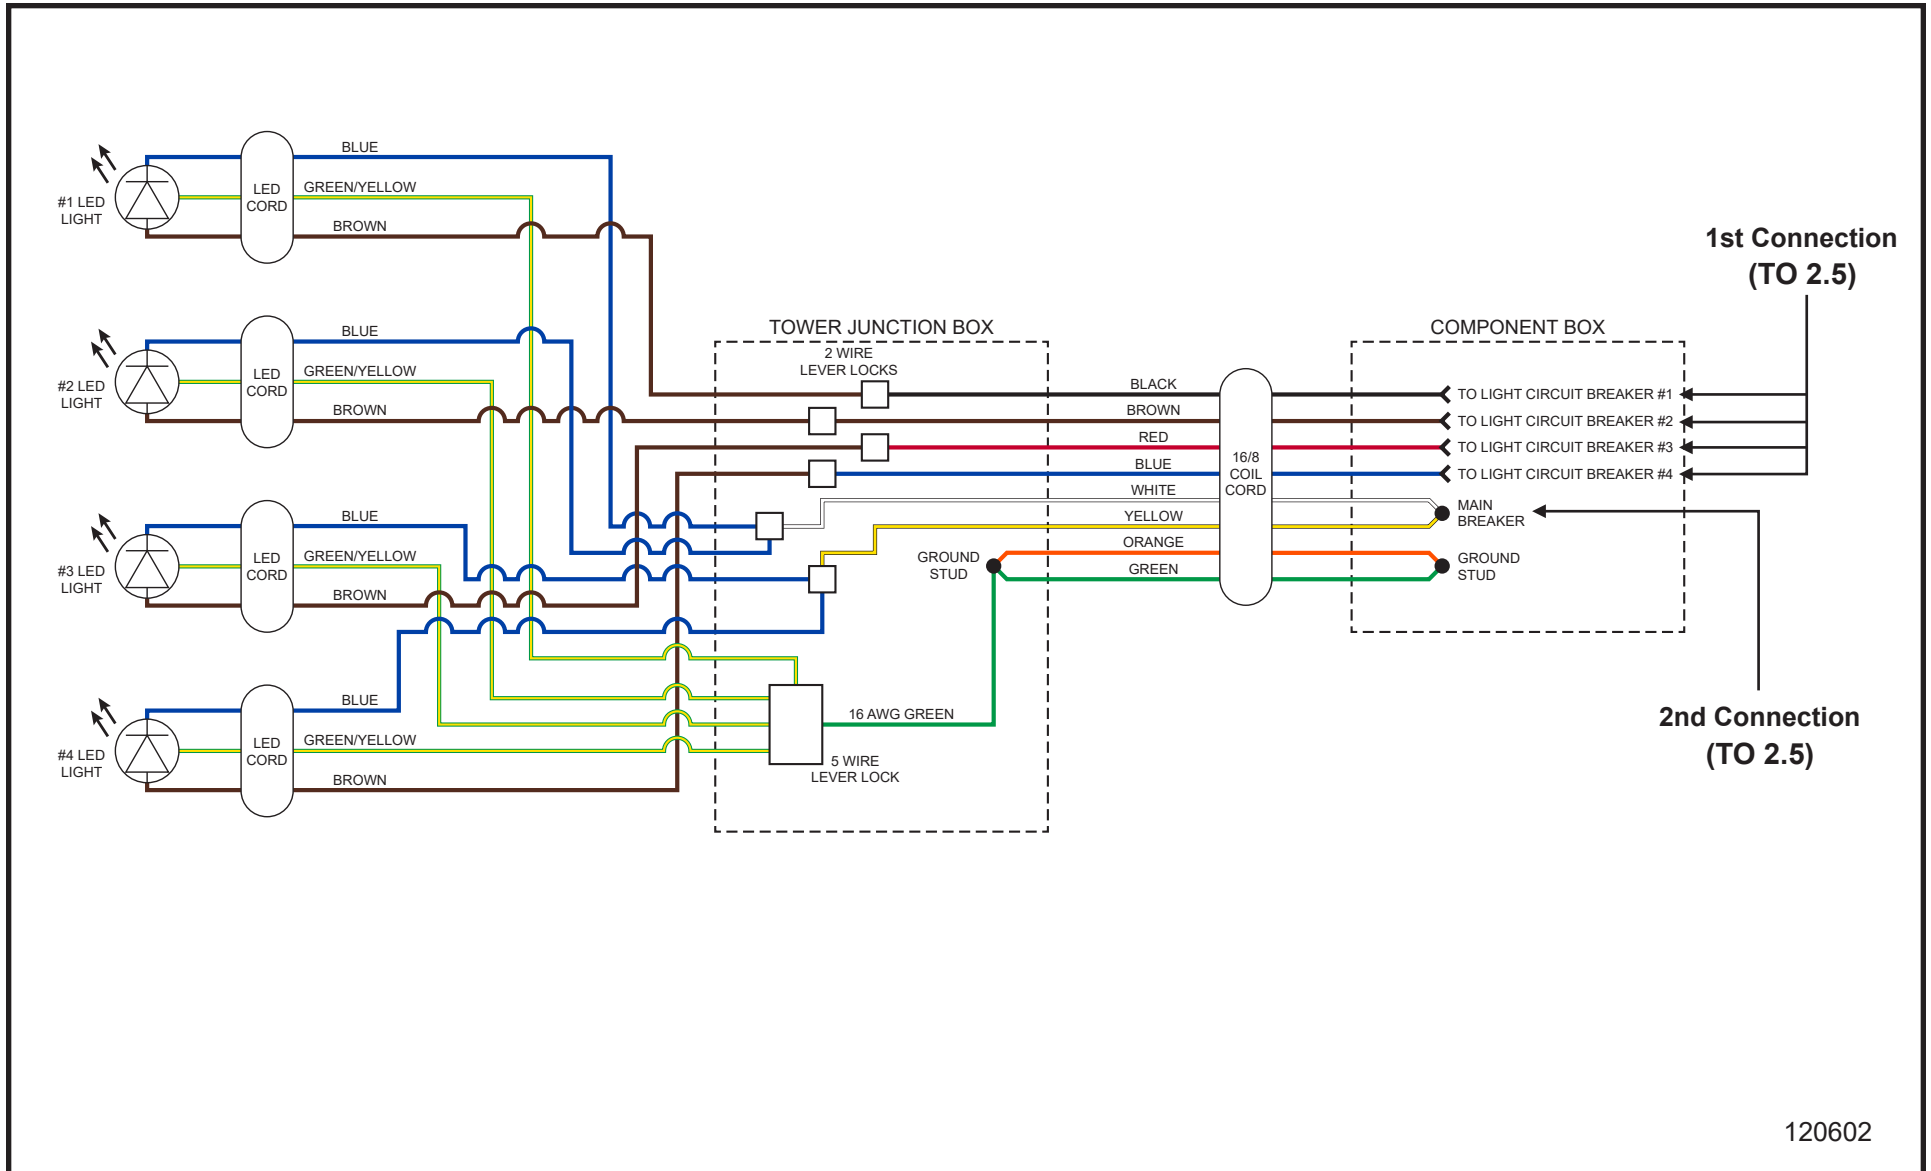 BLUE
GREEN/YELLOW
BROWN
#1 LED
LIGHT
LED
CORD
BLUE
GREEN/YELLOW
BROWN
#2 LED
LIGHT
LED
CORD
BLUE
GREEN/YELLOW
BROWN
#3 LED
LIGHT
LED
CORD
BLUE
GREEN/YELLOW
BROWN
#4 LED
LIGHT
LED
CORD
TOWER JUNCTION BOX
2 WIRE
LEVER LOCKS
GROUND
STUD
16 AWG GREEN
5 WIRE
LEVER LOCK
BLACK
BROWN
RED
BLUE
WHITE
YELLOW
ORANGE
GREEN
16/8
COIL
CORD
COMPONENT BOX
TO LIGHT CIRCUIT BREAKER #1
TO LIGHT CIRCUIT BREAKER #2
TO LIGHT CIRCUIT BREAKER #3
TO LIGHT CIRCUIT BREAKER #4
MAIN
BREAKER
GROUND
STUD
1st Connection
(TO 2.5)
2nd Connection
(TO 2.5)
120602